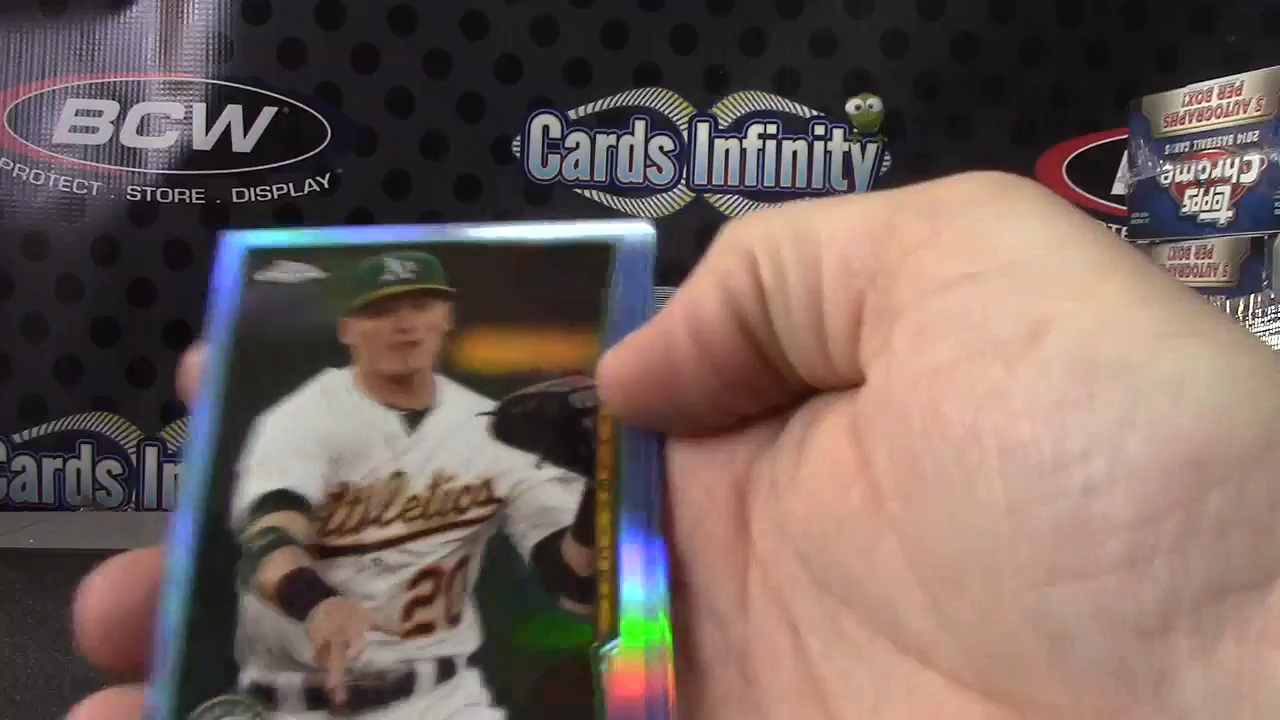 BCW
PROTECT . STORE . DISPLAY
Cards Infinity
5 AUTOGRAPHS
PER BOX!
2014 BASEBALL CARDS
Topps
Chrome
5 AUTOGRAPHS
PER BOX!
A's
Athletics
20
Cards In